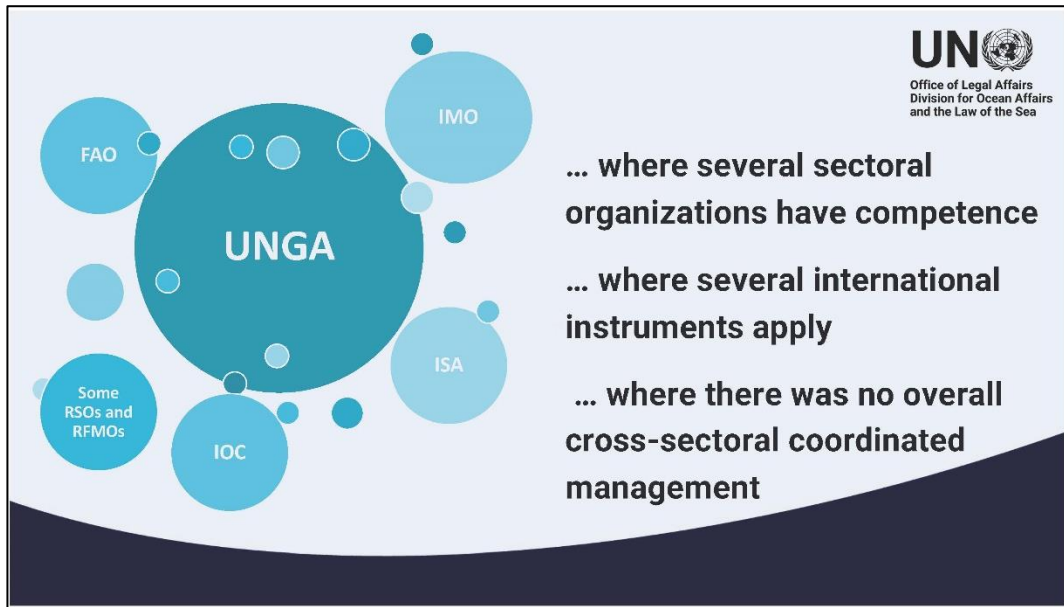 UN
Office of Legal Affairs
Division for Ocean Affairs
and the Law of the Sea
IMO
FAO
UNGA
ISA
Some
RSOs and
RFMOs
IOC
... where several sectoral
organizations have competence
... where several international
instruments apply
... where there was no overall
cross-sectoral coordinated
management